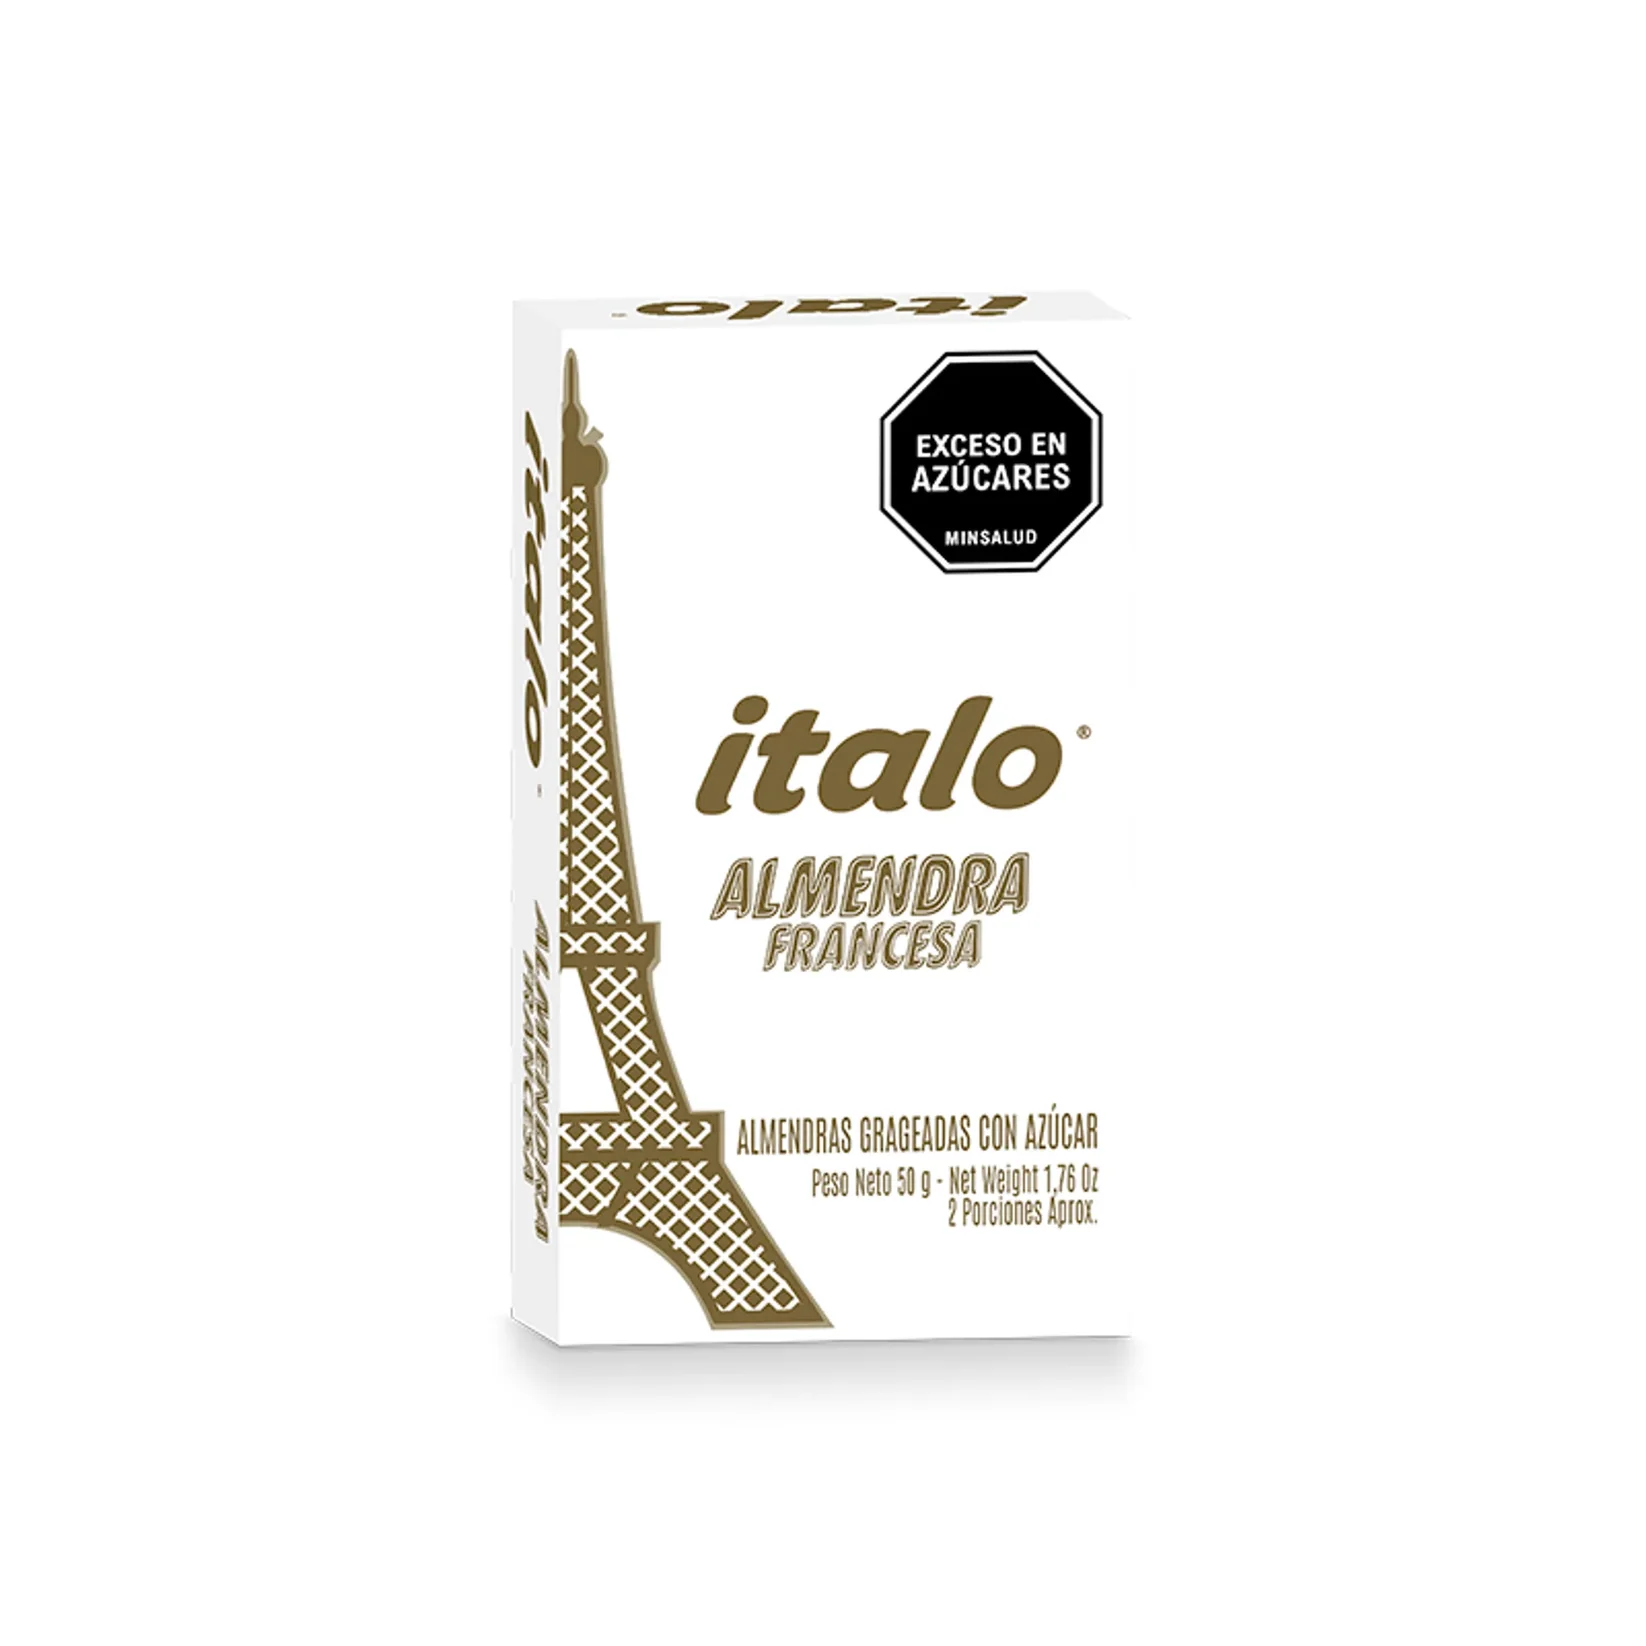 italo
EXCESO EN
AZÚCARES
MINSALUD
italo
ALMENDRA
FRANCESA
italo®
ALMENDRA
FRANCESA
ALMENDRAS GRAGEADAS CON AZÚCAR
Peso Neto 50 g - Net Weight 1,76 Oz
2 Porciones Aprox.